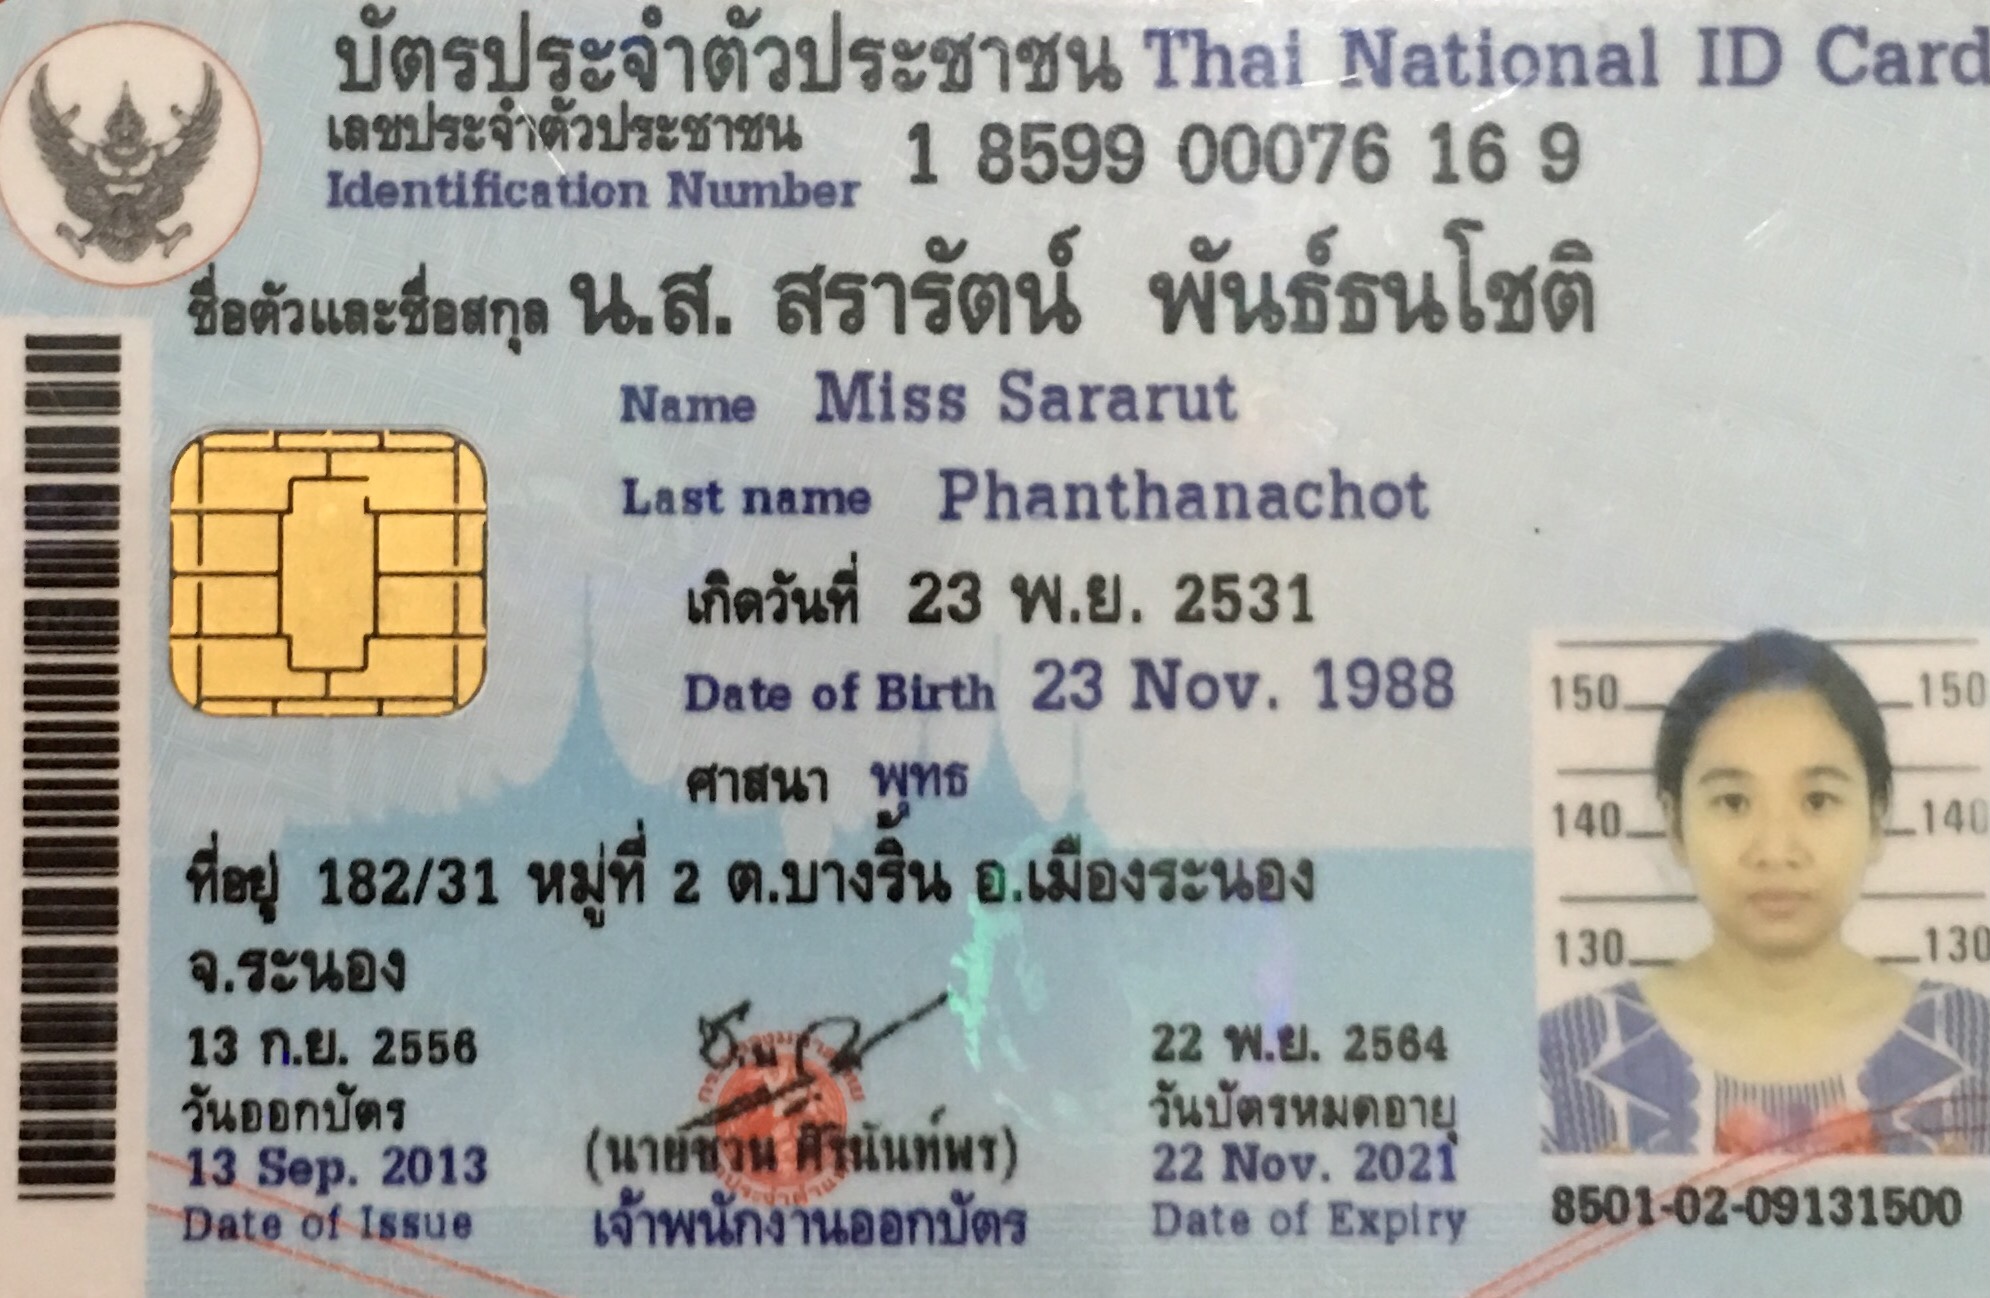 บัตรประจำตัวประชาชน Thai National ID Card
เลขประจำตัวประชาชน
Identification Number 1 8599 00076 16 9
ชื่อตัวและชื่อสกุล น.ส. สรารัตน์ พันธ์ธนโชติ
Name Miss Sararut
Last name Phanthanachot
เกิดวันที่ 23 พ.ย. 2531
Date of Birth 23 Nov. 1988
ศาสนา พุทธ
ที่อยู่ 182/31 หมู่ที่ 2 ต.บางริ้น อ.เมืองระนอง
จ.ระนอง
150 150
140 140
130 130
13 ก.ย. 2556
วันออกบัตร
13 Sep. 2013
Date of Issue
(นายชวน ศิรินันท์พร)
เจ้าพนักงานออกบัตร
22 พ.ย. 2564
วันบัตรหมดอายุ
22 Nov. 2021
Date of Expiry
8501-02-09131500